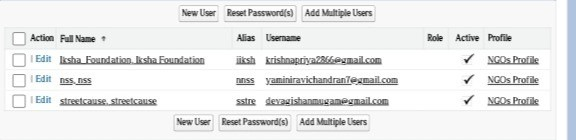 New User Reset Password(s) Add Multiple Users
Action Full Name ↑ Alias Username Role Active Profile
Edit Iksha_Foundation, Iksha Foundation iiksh krishnapriya2866@gmail.com ✓ NGOs Profile
Edit nss, nss nnss yaminiravichandran7@gmail.com ✓ NGOs Profile
Edit streetcause, streetcause sstre devagishanmugam@gmail.com ✓ NGOs Profile
New User Reset Password(s) Add Multiple Users